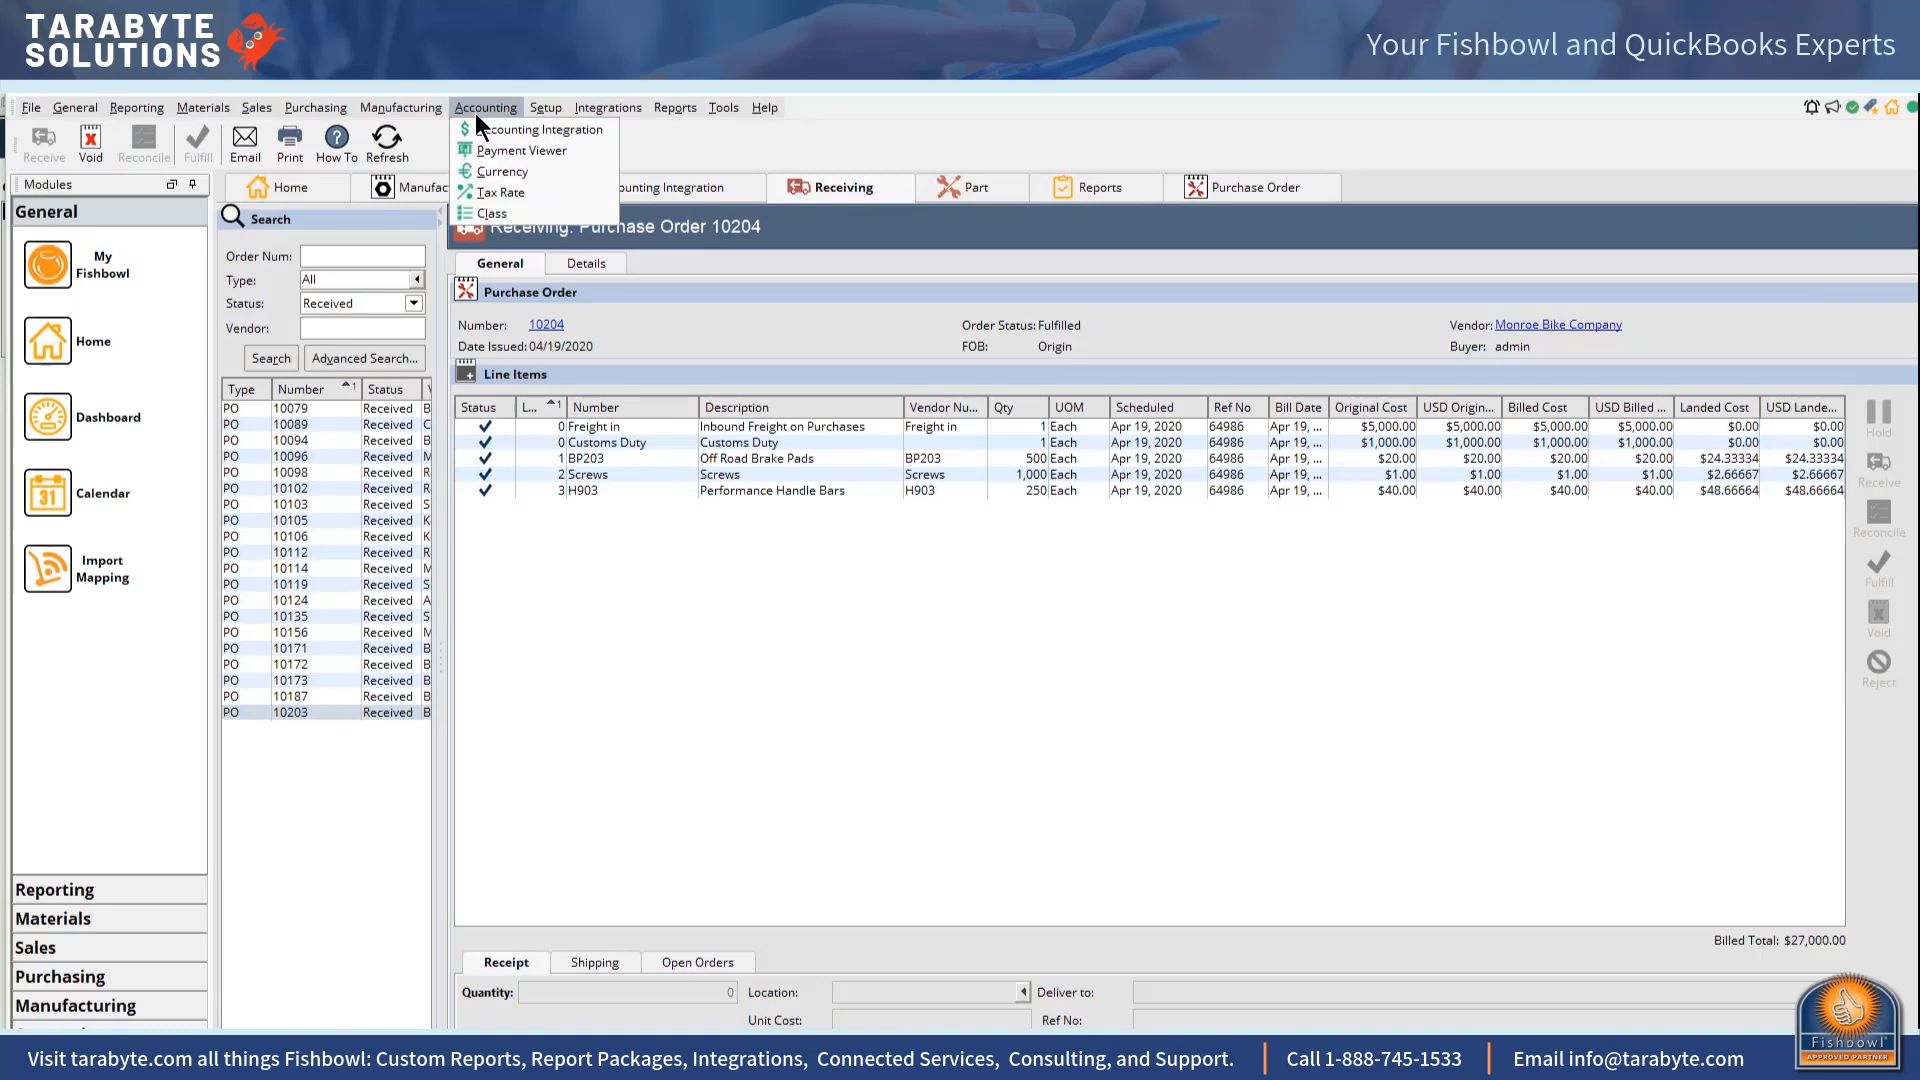 TARABYTE
SOLUTIONS
Your Fishbowl and QuickBooks Experts
File General Reporting Materials Sales Purchasing Manufacturing Accounting Setup Integrations Reports Tools Help
Receive Void Reconcile Fulfill Email Print How To Refresh
Accounting Integration
Payment Viewer
Currency
Tax Rate
Class
Modules
Home Manufac ounting Integration Receiving Part Reports Purchase Order
General
Search
Receiving: Purchase Order 10204
My
Fishbowl
Home
Dashboard
31 Calendar
Import
Mapping
Reporting
Materials
Sales
Purchasing
Manufacturing
Order Num:
Type: All
Status: Received
Vendor:
Search Advanced Search...
Type Number 1 Status
PO 10079 Received B
PO 10089 Received C
PO 10094 Received B
PO 10096 Received M
PO 10098 Received R
PO 10102 Received R
PO 10103 Received S
PO 10105 Received K
PO 10106 Received K
PO 10112 Received R
PO 10114 Received M
PO 10119 Received S
PO 10124 Received A
PO 10135 Received S
PO 10156 Received M
PO 10171 Received B
PO 10172 Received B
PO 10173 Received B
PO 10187 Received B
PO 10203 Received B
General Details
Purchase Order
Number: 10204 Order Status: Fulfilled Vendor: Monroe Bike Company
Date Issued: 04/19/2020 FOB: Origin Buyer: admin
Line Items
Status L... 1 Number Description Vendor Nu... Qty UOM Scheduled Ref No Bill Date Original Cost USD Origin... Billed Cost USD Billed ... Landed Cost USD Lande...
0 Freight in Inbound Freight on Purchases Freight in 1 Each Apr 19, 2020 64986 Apr 19, ... $5,000.00 $5,000.00 $5,000.00 $5,000.00 $0.00 $0.00
0 Customs Duty Customs Duty 1 Each Apr 19, 2020 64986 Apr 19, ... $1,000.00 $1,000.00 $1,000.00 $1,000.00 $0.00 $0.00
1 BP203 Off Road Brake Pads BP203 500 Each Apr 19, 2020 64986 Apr 19, ... $20.00 $20.00 $20.00 $20.00 $24.33334 $24.33334
2 Screws Screws Screws 1,000 Each Apr 19, 2020 64986 Apr 19, ... $1.00 $1.00 $1.00 $1.00 $2.66667 $2.66667
3 H903 Performance Handle Bars H903 250 Each Apr 19, 2020 64986 Apr 19, ... $40.00 $40.00 $40.00 $40.00 $48.66664 $48.66664
Hold
Receive
Reconcile
Fulfill
Void
Reject
Billed Total: $27,000.00
Receipt Shipping Open Orders
Quantity: 0 Location: Deliver to:
Unit Cost: Ref No:
Fishbowl
APPROVED PARTNER
Visit tarabyte.com all things Fishbowl: Custom Reports, Report Packages, Integrations, Connected Services, Consulting, and Support. Call 1-888-745-1533 Email info@tarabyte.com